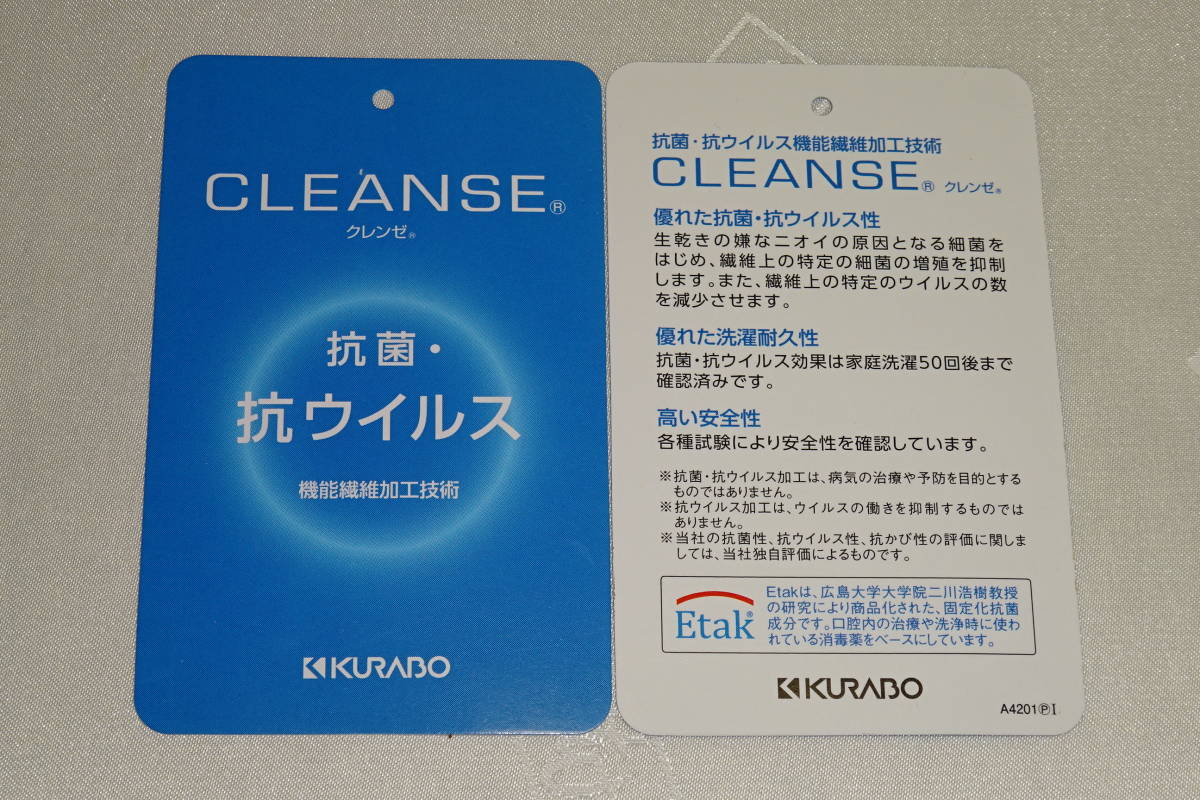 CLEANSE®
クレンゼ®
抗菌・
抗ウイルス
機能繊維加工技術
KURABO
抗菌・抗ウイルス機能繊維加工技術
CLEANSE® クレンゼ®
優れた抗菌・抗ウイルス性
生乾きの嫌なニオイの原因となる細菌を
はじめ、繊維上の特定の細菌の増殖を抑制
します。また、繊維上の特定のウイルスの数
を減少させます。
優れた洗濯耐久性
抗菌・抗ウイルス効果は家庭洗濯50回後まで
確認済みです。
高い安全性
各種試験により安全性を確認しています。
※抗菌・抗ウイルス加工は、病気の治療や予防を目的とする
ものではありません。
※抗ウイルス加工は、ウイルスの働きを抑制するものでは
ありません。
※当社の抗菌性、抗ウイルス性、抗かび性の評価に関しま
しては、当社独自評価によるものです。
Etak®
Etakは、広島大学大学院二川浩樹教授
の研究により商品化された、固定化抗菌
成分です。口腔内の治療や洗浄時に使わ
れている消毒薬をベースにしています。
KURABO
A4201ⓅI